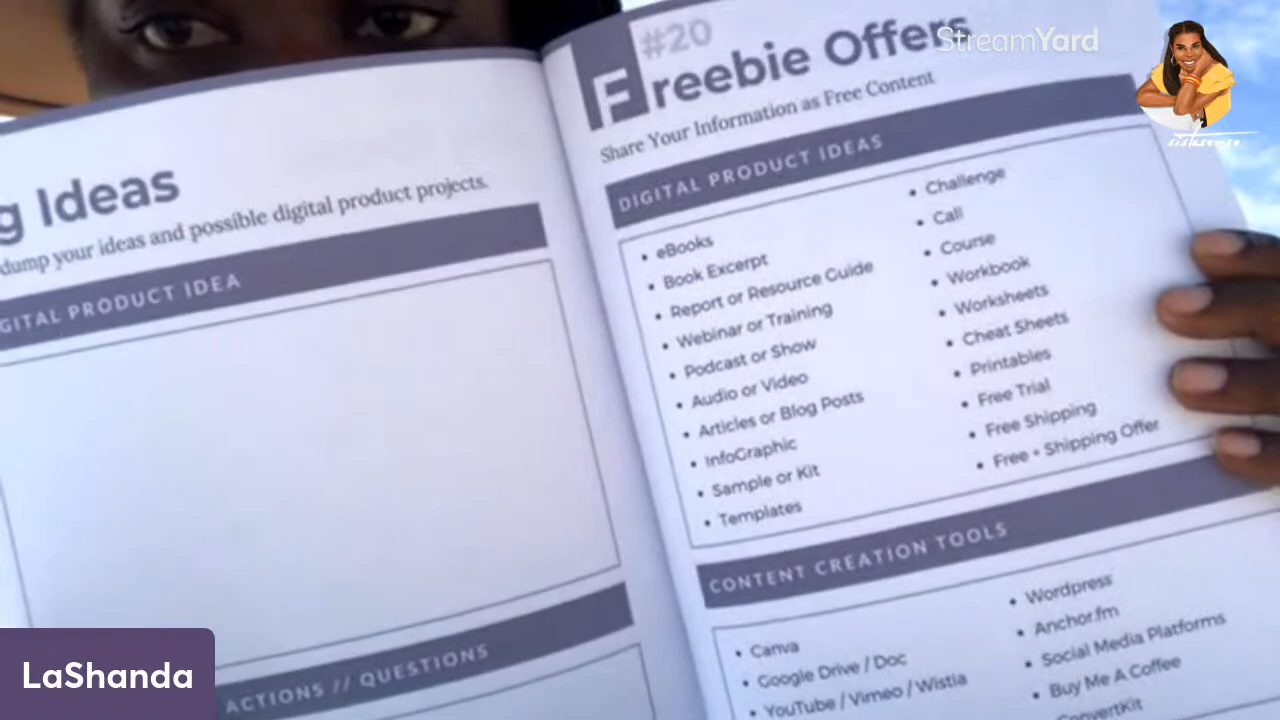 g Ideas
dump your ideas and possible digital product projects.
GITAL PRODUCT IDEA
ACTIONS // QUESTIONS
#20
Freebie Offers
Share Your Information as Free Content
DIGITAL PRODUCT IDEAS
• eBooks
• Book Excerpt
• Report or Resource Guide
• Webinar or Training
• Podcast or Show
• Audio or Video
• Articles or Blog Posts
• InfoGraphic
• Sample or Kit
• Templates
• Challenge
• Call
• Course
• Workbook
• Worksheets
• Cheat Sheets
• Printables
• Free Trial
• Free Shipping
• Free + Shipping Offer
CONTENT CREATION TOOLS
• Canva
• Google Drive / Doc
• YouTube / Vimeo / Wistia
• Wordpress
• Anchor.fm
• Social Media Platforms
• Buy Me A Coffee
ConvertKit
StreamYard
sistasense
LaShanda